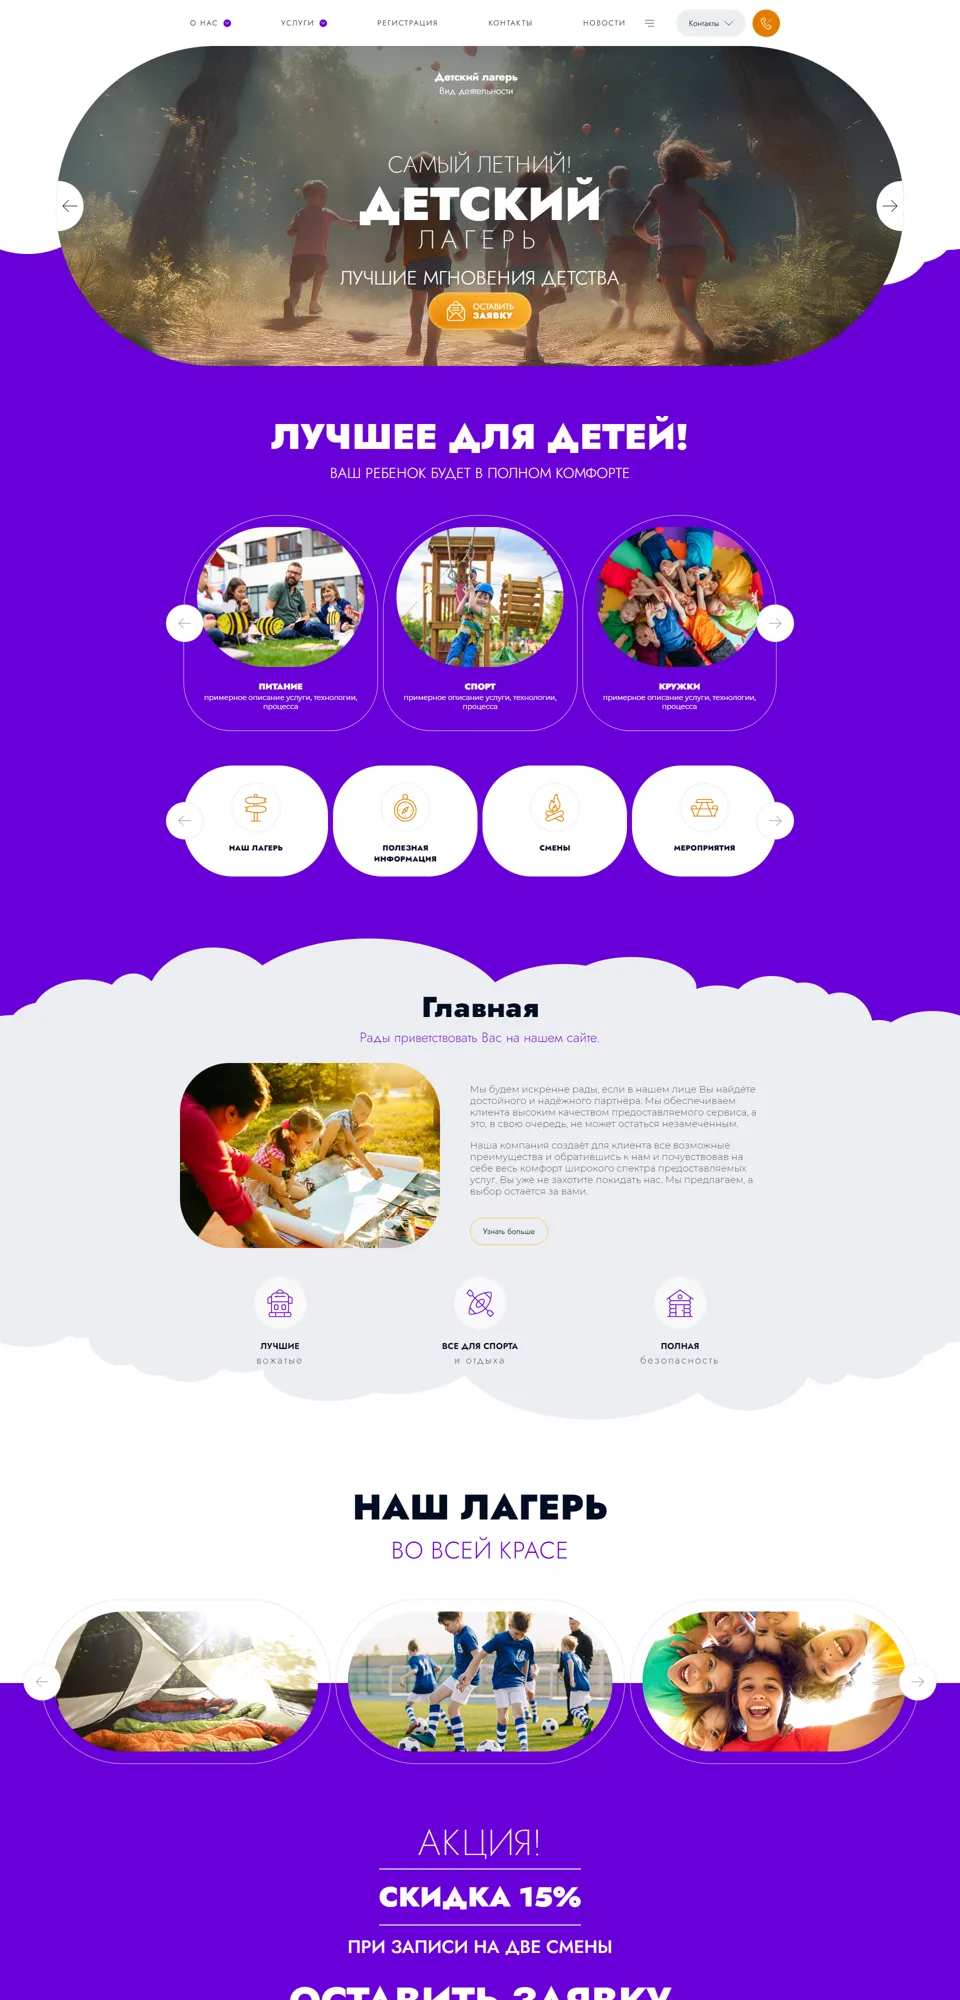 О НАС
УСЛУГИ
РЕГИСТРАЦИЯ
КОНТАКТЫ
НОВОСТИ
Контакты
Детский лагерь
Вид деятельности
САМЫЙ ЛЕТНИЙ!
ДЕТСКИЙ
ЛАГЕРЬ
ЛУЧШИЕ МГНОВЕНИЯ ДЕТСТВА
ОСТАВИТЬ
ЗАЯВКУ
ЛУЧШЕЕ ДЛЯ ДЕТЕЙ!
ВАШ РЕБЕНОК БУДЕТ В ПОЛНОМ КОМФОРТЕ
ПИТАНИЕ
примерное описание услуги, технологии,
процесса
СПОРТ
примерное описание услуги, технологии,
процесса
КРУЖКИ
примерное описание услуги, технологии,
процесса
НАШ ЛАГЕРЬ
ПОЛЕЗНАЯ
ИНФОРМАЦИЯ
СМЕНЫ
МЕРОПРИЯТИЯ
Главная
Рады приветствовать Вас на нашем сайте.
Мы будем искренне рады, если в нашем лице Вы найдёте
достойного и надёжного партнёра. Мы обеспечиваем
клиента высоким качеством предоставляемого сервиса, а
это, в свою очередь, не может остаться незамеченным.
Наша компания создаёт для клиента все возможные
преимущества и обратившись к нам и почувствовав на
себе весь комфорт широкого спектра предоставляемых
услуг, Вы уже не захотите покидать нас. Мы предлагаем, а
выбор остаётся за вами.
Узнать больше
ЛУЧШИЕ
вожатые
ВСЕ ДЛЯ СПОРТА
и отдыха
ПОЛНАЯ
безопасность
НАШ ЛАГЕРЬ
ВО ВСЕЙ КРАСЕ
АКЦИЯ!
СКИДКА 15%
ПРИ ЗАПИСИ НА ДВЕ СМЕНЫ
ОСТАВИТЬ ЗАЯВКУ